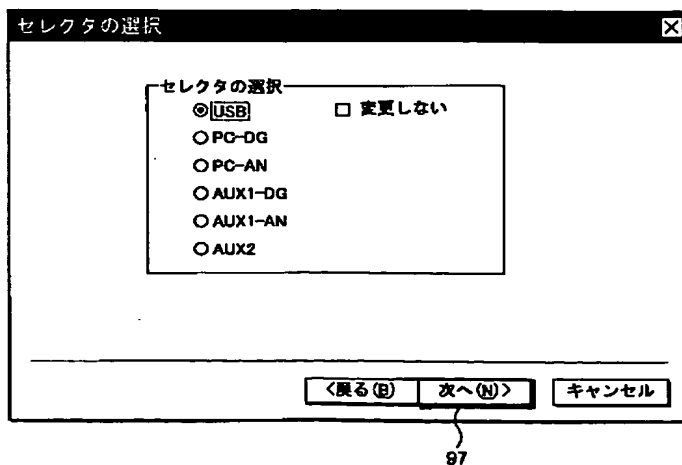 セレクタの選択
セレクタの選択
USB 変更しない
PC-DG
PC-AN
AUX1-DG
AUX1-AN
AUX2
<戻る(B) 次へ(N)> キャンセル
97